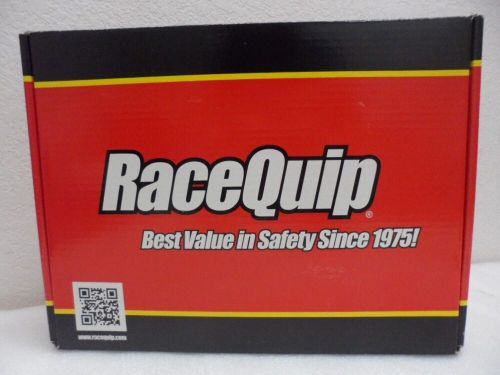 RaceQuip®
Best Value in Safety Since 1975!
www.racequip.com